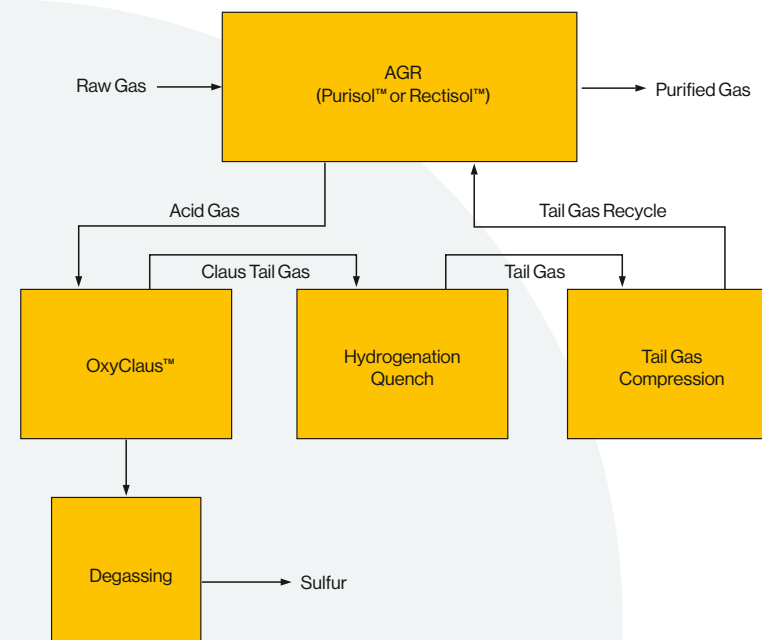 AGR
(Purisol™ or Rectisol™)
Raw Gas
Purified Gas
Acid Gas
Tail Gas Recycle
Claus Tail Gas
Tail Gas
OxyClaus™
Hydrogenation
Quench
Tail Gas
Compression
Degassing
Sulfur